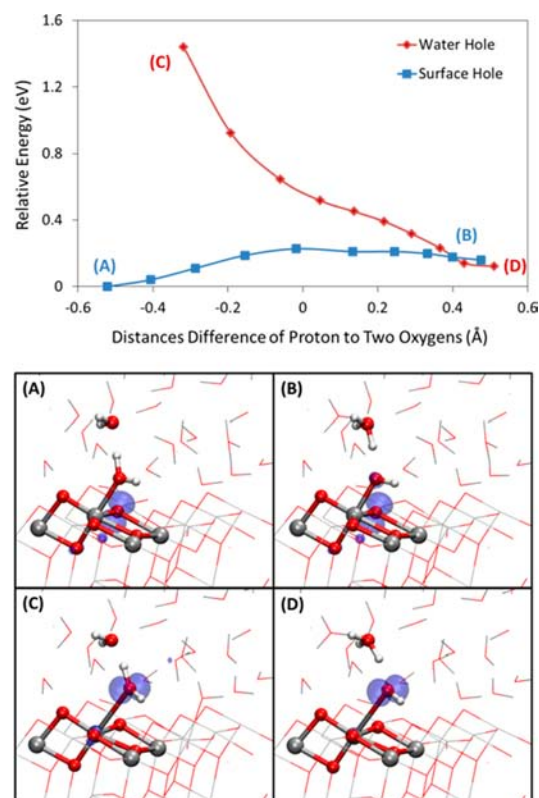 Relative Energy (eV)
1.6
1.2
0.8
0.4
0
(C)
Water Hole
Surface Hole
(A)
(B)
(D)
-0.6
-0.4
-0.2
0
0.2
0.4
0.6
Distances Difference of Proton to Two Oxygens (Å)
(A)
(B)
(C)
(D)